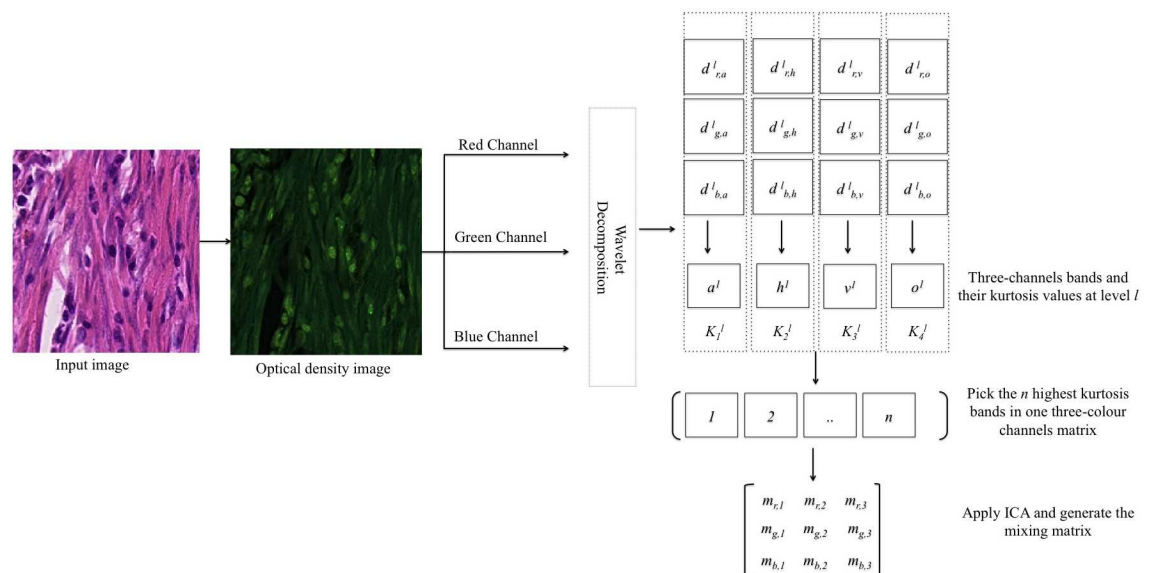 d^l_{r,a} d^l_{r,h} d^l_{r,v} d^l_{r,o}
d^l_{g,a} d^l_{g,h} d^l_{g,v} d^l_{g,o}
d^l_{b,a} d^l_{b,h} d^l_{b,v} d^l_{b,o}
Red Channel
Green Channel
Blue Channel
Wavelet
Decomposition
Input image
Optical density image
a^l h^l v^l o^l
K_1^l K_2^l K_3^l K_4^l
Three-channels bands and
their kurtosis values at level l
1 2 .. n
Pick the n highest kurtosis
bands in one three-colour
channels matrix
m_{r,1} m_{r,2} m_{r,3}
m_{g,1} m_{g,2} m_{g,3}
m_{b,1} m_{b,2} m_{b,3}
Apply ICA and generate the
mixing matrix